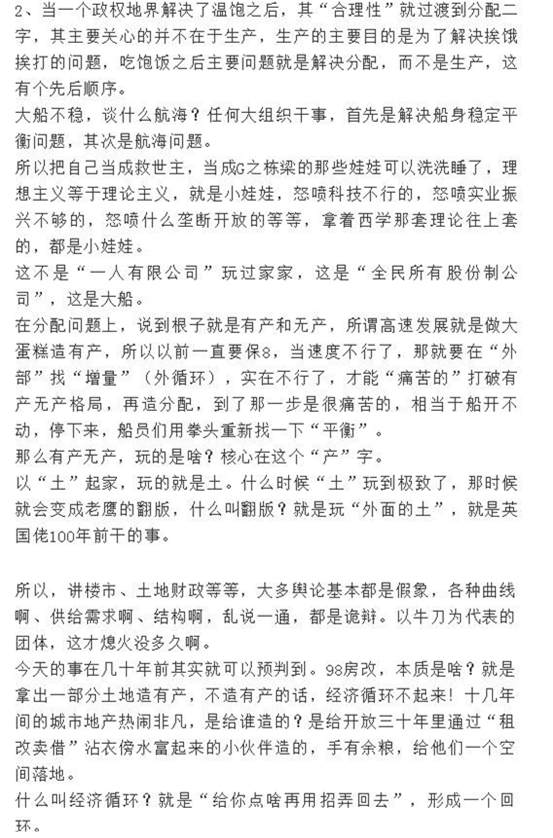 2、当一个政权地界解决了温饱之后，其“合理性”就过渡到分配二
字，其主要关心的并不在于生产，生产的主要目的是为了解决挨饿
挨打的问题，吃饱饭之后主要问题就是解决分配，而不是生产，这
有个先后顺序。
大船不稳，谈什么航海？任何大组织干事，首先是解决船身稳定平
衡问题，其次是航海问题。
所以把自己当成救世主，当成G之栋梁的那些娃娃可以洗洗睡了，理
想主义等于理论主义，就是小娃娃，怒喷科技不行的，怒喷实业振
兴不够的，怒喷什么垄断开放的等等，拿着西学那套理论往上套
的，都是小娃娃。
这不是“一人有限公司”玩过家家，这是“全民所有股份制公
司”，这是大船。
在分配问题上，说到根子就是有产和无产，所谓高速发展就是做大
蛋糕造有产，所以以前一直要保8，当速度不行了，那就要在“外
部”找“增量”（外循环），实在不行了，才能“痛苦的”打破有
产无产格局，再造分配，到了那一步是很痛苦的，相当于船开不
动，停下来，船员们用拳头重新找一下“平衡”。
那么有产无产，玩的是啥？核心在这个“产”字。
以“土”起家，玩的就是土。什么时候“土”玩到极致了，那时候
就会变成老鹰的翻版，什么叫翻版？就是玩“外面的土”，就是英
国佬100年前干的事。
所以，讲楼市、土地财政等等，大多舆论基本都是假象，各种曲线
啊、供给需求啊、结构啊，乱说一通，都是诡辩。以牛刀为代表的
团体，这才熄火没多久啊。
今天的事在几十年前其实就可以预判到。98房改，本质是啥？就是
拿出一部分土地造有产，不造有产的话，经济循环不起来！十几年
间的城市地产热闹非凡，是给谁造的？是给开放三十年里通过“租
改卖借”沾衣傍水富起来的小伙伴造的，手有余粮，给他们一个空
间落地。
什么叫经济循环？就是“给你点啥再用招弄回去”，形成一个回
环。